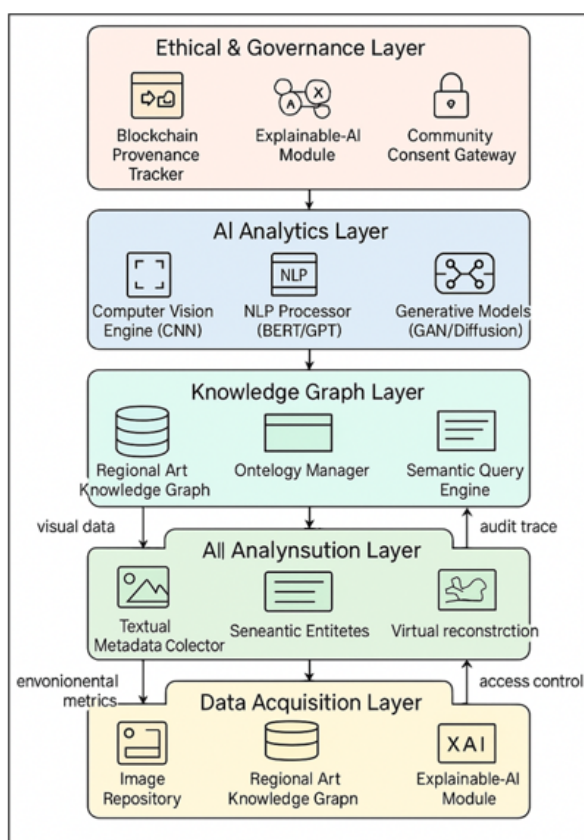 Ethical & Governance Layer
Blockchain
Provenance
Tracker
A X
Explainable-AI
Module
Community
Consent Gateway
AI Analytics Layer
Computer Vision
Engine (CNN)
NLP
NLP Processor
(BERT/GPT)
Generative Models
(GAN/Diffusion)
Knowledge Graph Layer
Regional Art
Knowledge Graph
Ontelogy Manager
Semantic Query
Engine
visual data
audit trace
All Analynsution Layer
Textual
Metadata Colector
Seneantic Entitetes
Virtual reconstrction
envonionental
metrics
access control
Data Acquisition Layer
Image
Repository
Regional Art
Knowledge Grapn
XAI
Explainable-AI
Module